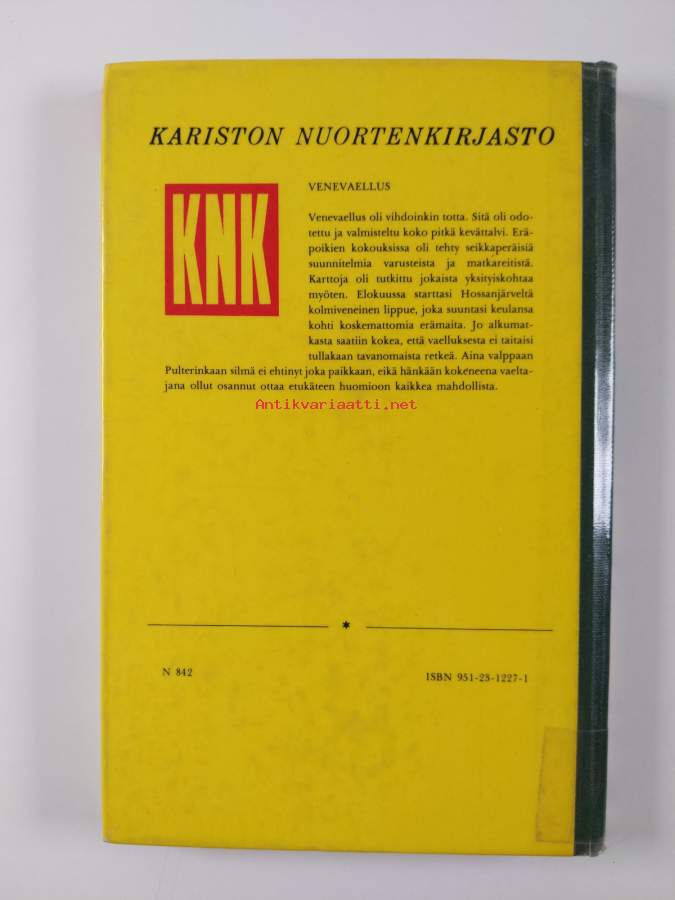 KARISTON NUORTENKIRJASTO
KNK
VENEVAELLUS
Venevaellus oli vihdoinkin totta. Sitä oli odo-
tettu ja valmisteltu koko pitkä kevättalvi. Erä-
poikien kokouksissa oli tehty seikkaperäisiä
suunnitelmia varusteista ja matkareitistä.
Karttoja oli tutkittu jokaista yksityiskohtaa
myöten. Elokuussa starttasi Hossanjärveltä
kolmiveneinen lippue, joka suuntasi keulansa
kohti koskemattomia erämaita. Jo alkumat-
kasta saatiin kokea, että vaelluksesta ei taitaisi
tullakaan tavanomaista retkeä. Aina valppaan
Pulterinkaan silmä ei ehtinyt joka paikkaan, eikä hänkään kokeneena vaelta-
jana ollut osannut ottaa etukäteen huomioon kaikkea mahdollista.
Antikvariaatti.net
N 842
ISBN 951-23-1227-1